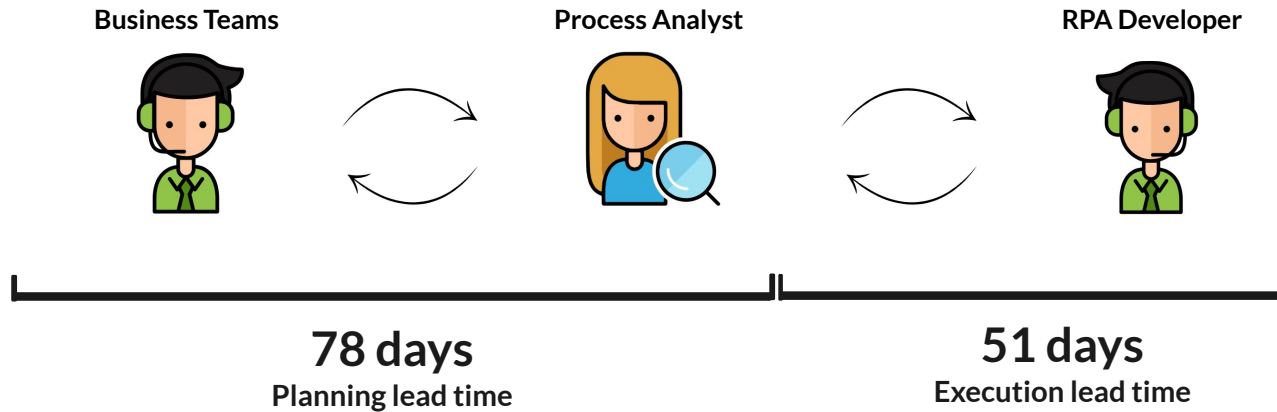 Business Teams
Process Analyst
RPA Developer
78 days
Planning lead time
51 days
Execution lead time